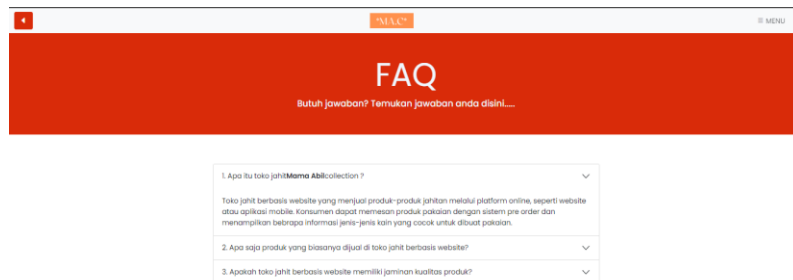 "MA.C"
MENU
FAQ
Butuh jawaban? Temukan jawaban anda disini.....
1. Apa itu toko jahitMama Abilcollection ?
Toko jahit berbasis website yang menjual produk-produk jahitan melalui platform online, seperti website
atau aplikasi mobile. Konsumen dapat memesan produk pakaian dengan sistem pre order dan
menampilkan bebrapa informasi jenis-jenis kain yang cocok untuk dibuat pakaian.
2. Apa saja produk yang biasanya dijual di toko jahit berbasis website?
3. Apakah toko jahit berbasis website memiliki jaminan kualitas produk?